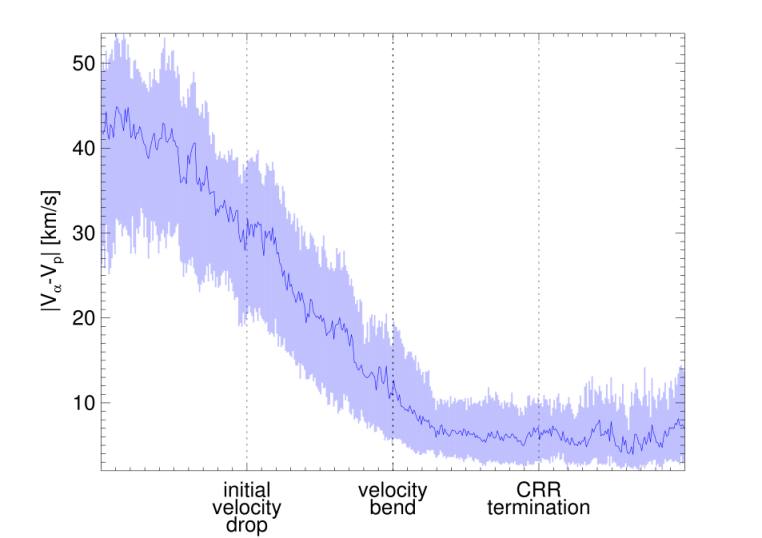 50
40
30
20
10
|Vα-Vp| [km/s]
initial
velocity
drop
velocity
bend
CRR
termination